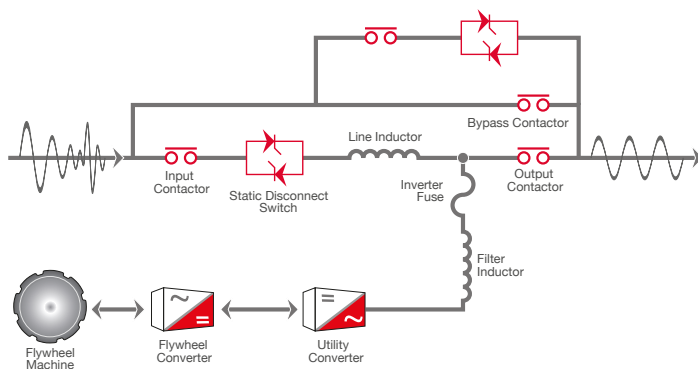 Bypass Contactor
Line Inductor
Input
Contactor
Static Disconnect
Switch
Inverter
Fuse
Output
Contactor
Filter
Inductor
Flywheel
Machine
Flywheel
Converter
Utility
Converter